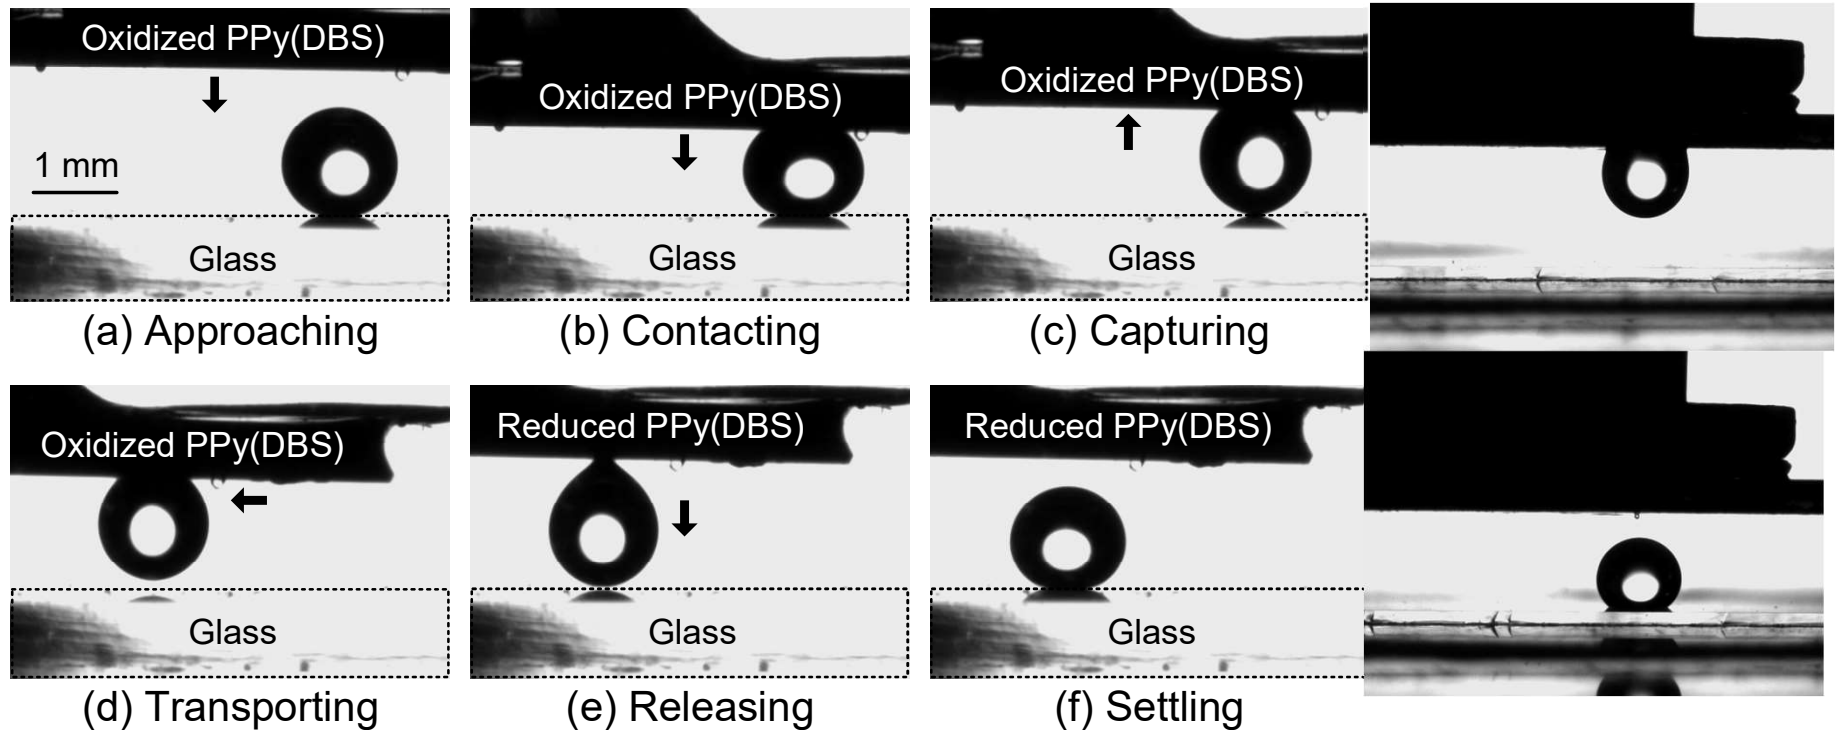 Oxidized PPy(DBS)
1 mm
Glass
(a) Approaching
Oxidized PPy(DBS)
Glass
(b) Contacting
Oxidized PPy(DBS)
Glass
(c) Capturing
Oxidized PPy(DBS)
Glass
(d) Transporting
Reduced PPy(DBS)
Glass
(e) Releasing
Reduced PPy(DBS)
Glass
(f) Settling